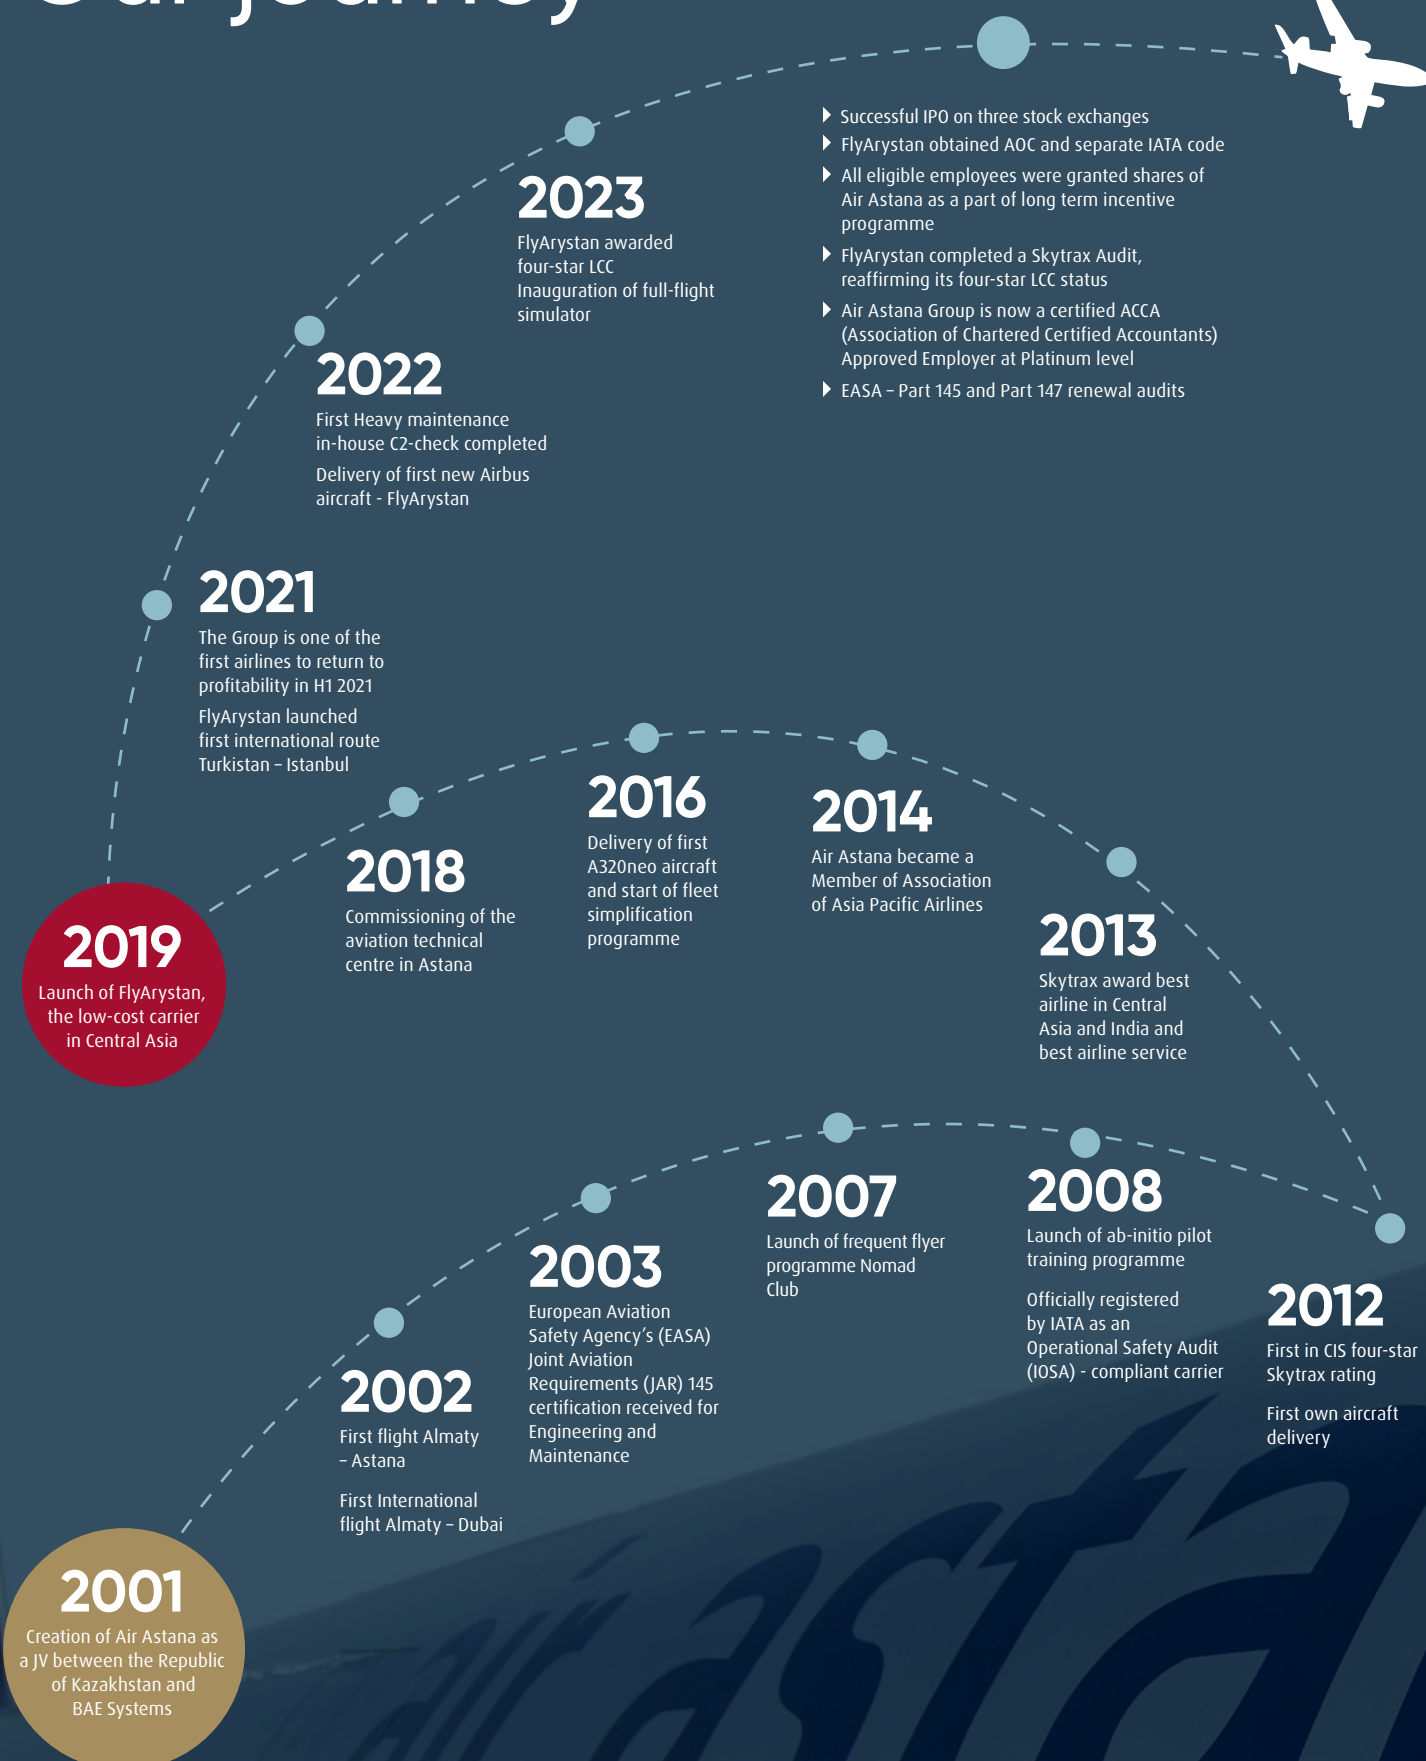 Our Journey
Successful IPO on three stock exchanges
FlyArystan obtained AOC and separate IATA code
All eligible employees were granted shares of
Air Astana as a part of long term incentive
programme
FlyArystan completed a Skytrax Audit,
reaffirming its four-star LCC status
Air Astana Group is now a certified ACCA
(Association of Chartered Certified Accountants)
Approved Employer at Platinum level
EASA – Part 145 and Part 147 renewal audits
2023
FlyArystan awarded
four-star LCC
Inauguration of full-flight
simulator
2022
First Heavy maintenance
in-house C2-check completed
Delivery of first new Airbus
aircraft - FlyArystan
2021
The Group is one of the
first airlines to return to
profitability in H1 2021
FlyArystan launched
first international route
Turkistan – Istanbul
2019
Launch of FlyArystan,
the low-cost carrier
in Central Asia
2018
Commissioning of the
aviation technical
centre in Astana
2016
Delivery of first
A320neo aircraft
and start of fleet
simplification
programme
2014
Air Astana became a
Member of Association
of Asia Pacific Airlines
2013
Skytrax award best
airline in Central
Asia and India and
best airline service
2012
First in CIS four-star
Skytrax rating
First own aircraft
delivery
2008
Launch of ab-initio pilot
training programme
Officially registered
by IATA as an
Operational Safety Audit
(IOSA) - compliant carrier
2007
Launch of frequent flyer
programme Nomad
Club
2003
European Aviation
Safety Agency’s (EASA)
Joint Aviation
Requirements (JAR) 145
certification received for
Engineering and
Maintenance
2002
First flight Almaty
– Astana
First International
flight Almaty – Dubai
2001
Creation of Air Astana as
a JV between the Republic
of Kazakhstan and
BAE Systems
air astana